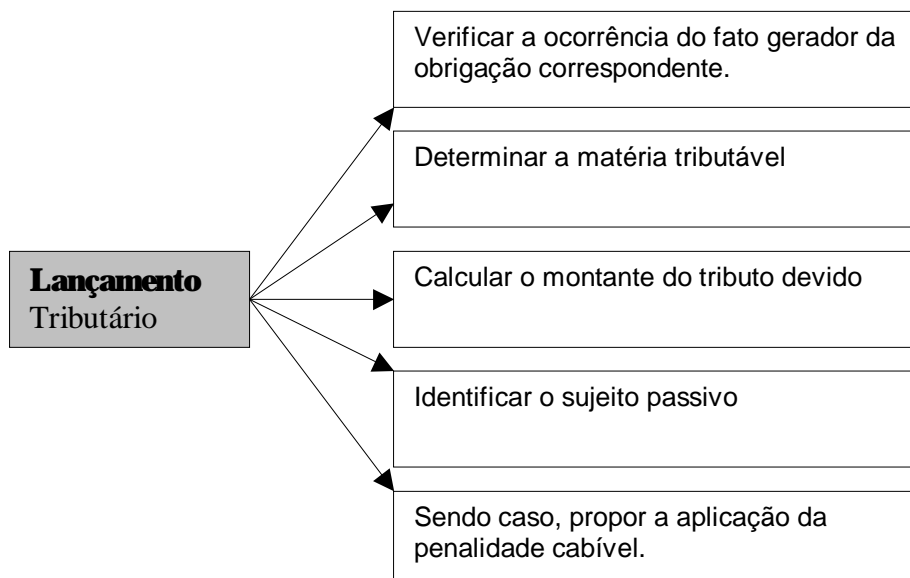 Verificar a ocorrência do fato gerador da
obrigação correspondente.
Determinar a matéria tributável
Lançamento
Tributário
Calcular o montante do tributo devido
Identificar o sujeito passivo
Sendo caso, propor a aplicação da
penalidade cabível.